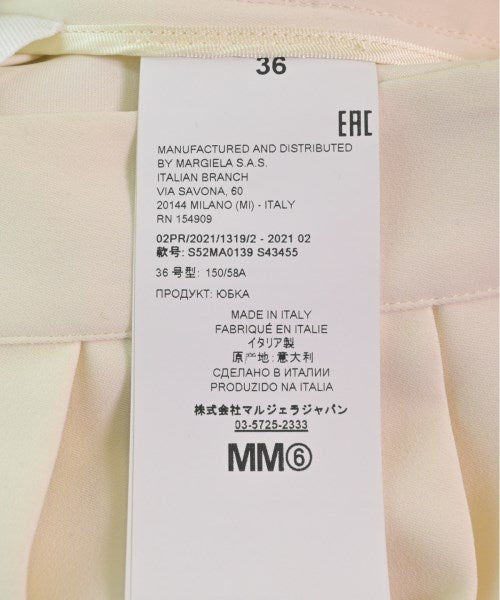 36
EAC
MANUFACTURED AND DISTRIBUTED
BY MARGIELA S.A.S.
ITALIAN BRANCH
VIA SAVONA, 60
20144 MILANO (MI) - ITALY
RN 154909
02PR/2021/1319/2 - 2021 02
款号: S52MA0139 S43455
36 号型: 150/58A
ПРОДУКТ: ЮБКА
MADE IN ITALY
FABRIQUÉ EN ITALIE
イタリア製
原产地:意大利
СДЕЛАНО В ИТАЛИИ
PRODUZIDO NA ITALIA
株式会社マルジェラジャパン
03-5725-2333
MM⑥